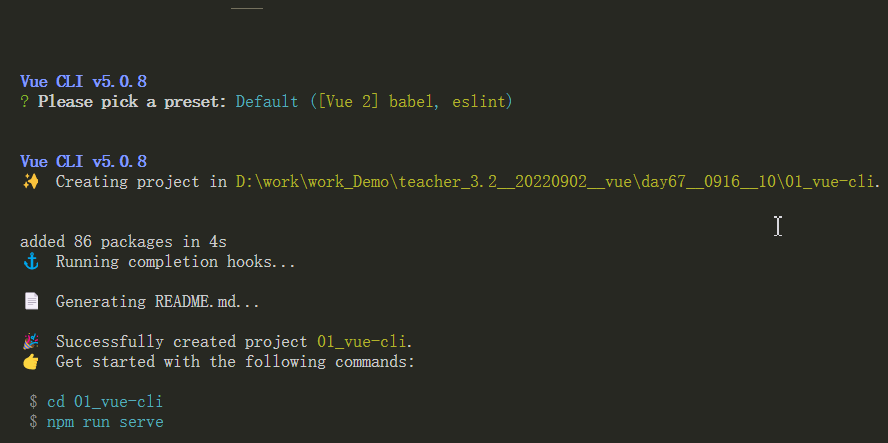 Vue CLI v5.0.8
? Please pick a preset: Default ([Vue 2] babel, eslint)
Vue CLI v5.0.8
✨ Creating project in D:\work\work_Demo\teacher_3.2__20220902__vue\day67__0916__10\01_vue-cli.
added 86 packages in 4s
⚓ Running completion hooks...
📄 Generating README.md...
🎉 Successfully created project 01_vue-cli.
👉 Get started with the following commands:
$ cd 01_vue-cli
$ npm run serve